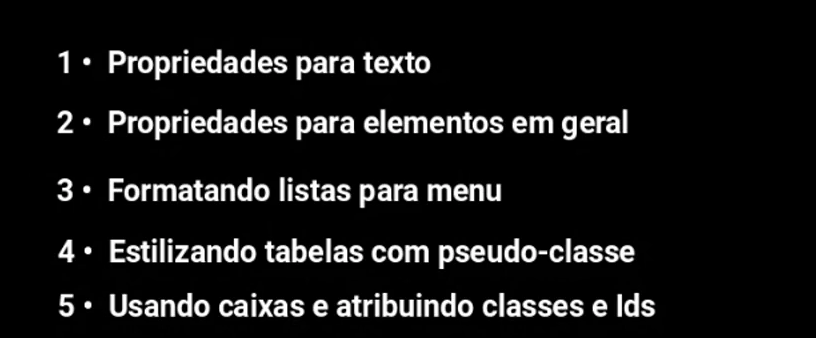 1 • Propriedades para texto
2 • Propriedades para elementos em geral
3 • Formatando listas para menu
4 • Estilizando tabelas com pseudo-classe
5 • Usando caixas e atribuindo classes e Ids